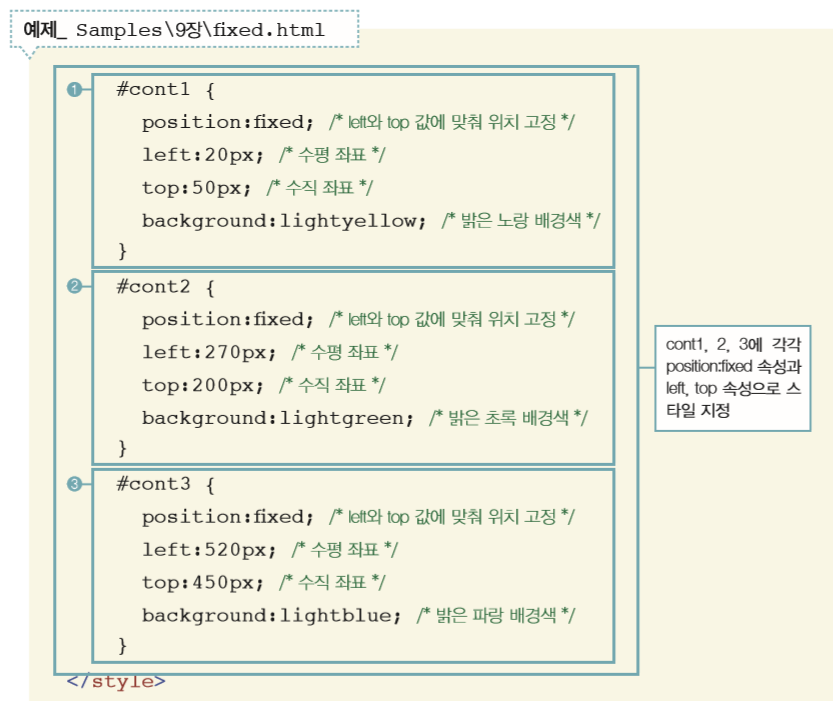 예제_ Samples\9장\fixed.html
① #cont1 {
position:fixed; /* left와 top 값에 맞춰 위치 고정 */
left:20px; /* 수평 좌표 */
top:50px; /* 수직 좌표 */
background:lightyellow; /* 밝은 노랑 배경색 */
}
② #cont2 {
position:fixed; /* left와 top 값에 맞춰 위치 고정 */
left:270px; /* 수평 좌표 */
top:200px; /* 수직 좌표 */
background:lightgreen; /* 밝은 초록 배경색 */
}
③ #cont3 {
position:fixed; /* left와 top 값에 맞춰 위치 고정 */
left:520px; /* 수평 좌표 */
top:450px; /* 수직 좌표 */
background:lightblue; /* 밝은 파랑 배경색 */
}
</style>
cont1, 2, 3에 각각
position:fixed 속성과
left, top 속성으로 스
타일 지정